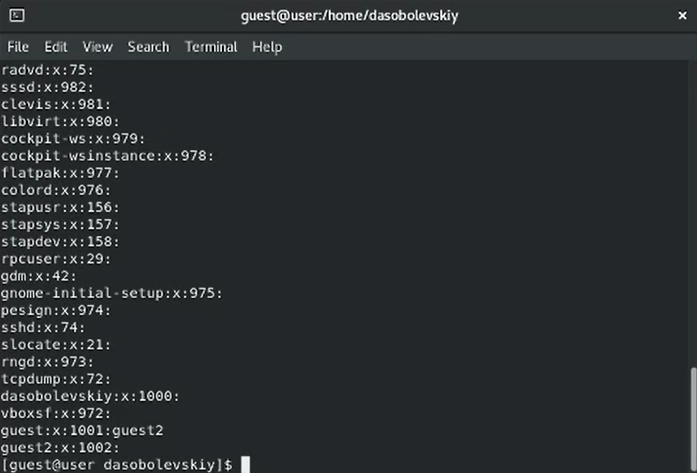 guest@user:/home/dasobolevskiy
File Edit View Search Terminal Help
radvd:x:75:
sssd:x:982:
clevis:x:981:
libvirt:x:980:
cockpit-ws:x:979:
cockpit-wsinstance:x:978:
flatpak:x:977:
colord:x:976:
stapusr:x:156:
stapsys:x:157:
stapdev:x:158:
rpcuser:x:29:
gdm:x:42:
gnome-initial-setup:x:975:
pesign:x:974:
sshd:x:74:
slocate:x:21:
rngd:x:973:
tcpdump:x:72:
dasobolevskiy:x:1000:
vboxsf:x:972:
guest:x:1001:guest2
guest2:x:1002:
[guest@user dasobolevskiy]$